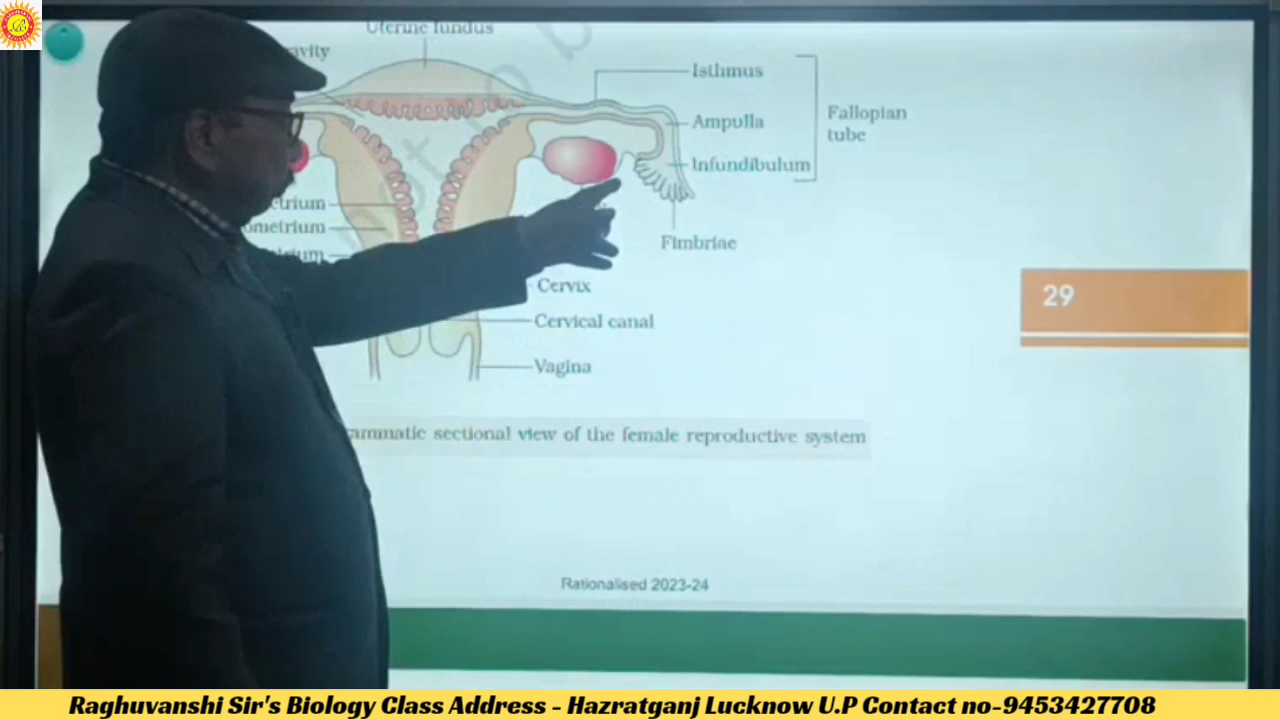 Uterine fundus
Isthmus
Ampulla
Fallopian
tube
Infundibulum
Fimbriae
Cervix
Cervical canal
Vagina
29
sectional view of the female reproductive system
Rationalised 2023-24
Raghuvanshi Sir's Biology Class Address - Hazratganj Lucknow U.P Contact no-9453427708